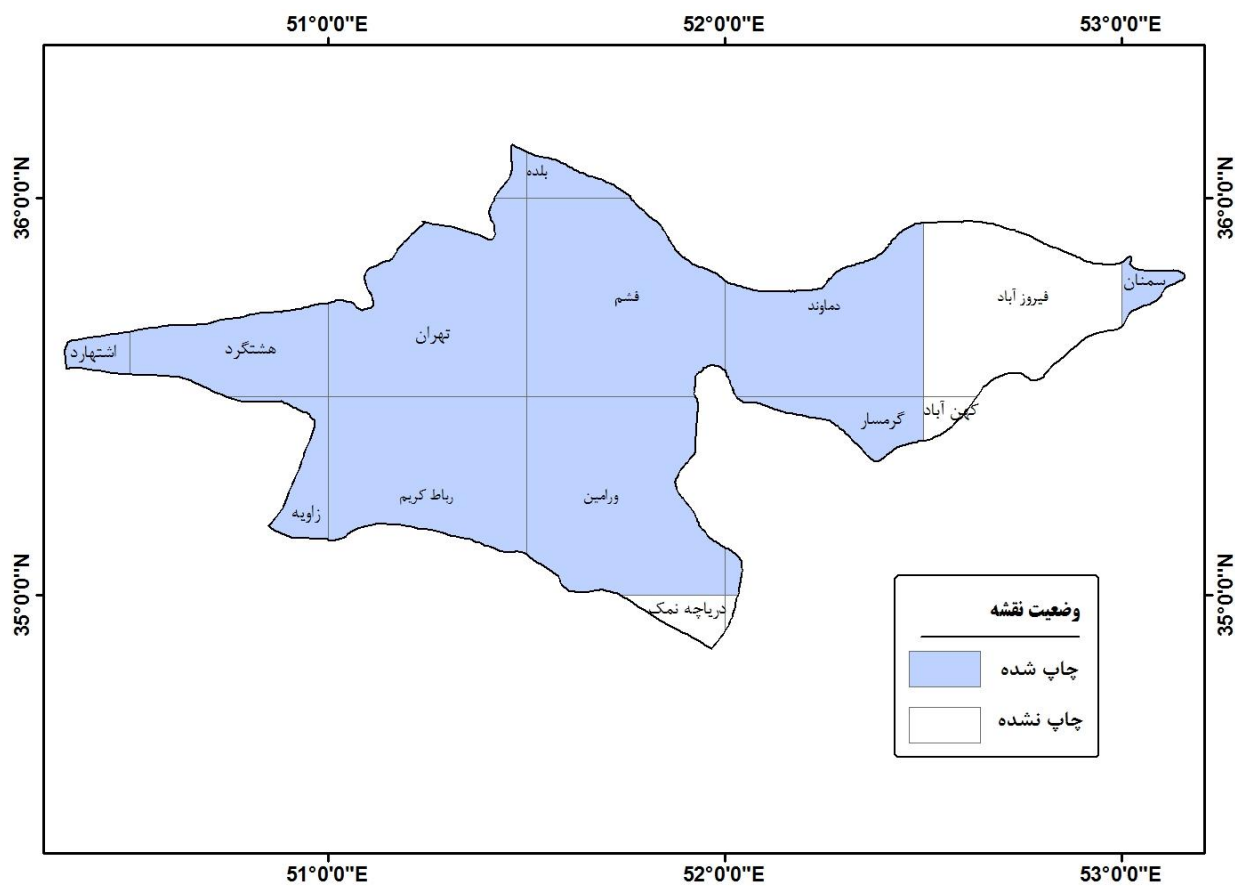 51°0'0"E 52°0'0"E 53°0'0"E
36°0'0"N 36°0'0"N
بلده
سمنان
فیروز آباد
دماوند
فشم
تهران
هشتگرد
اشتهارد
کهن آباد
گرمسار
ورامین
رباط کریم
زاویه
35°0'0"N 35°0'0"N
دریاچه نمک
وضعیت نقشه
چاپ شده
چاپ نشده
51°0'0"E 52°0'0"E 53°0'0"E